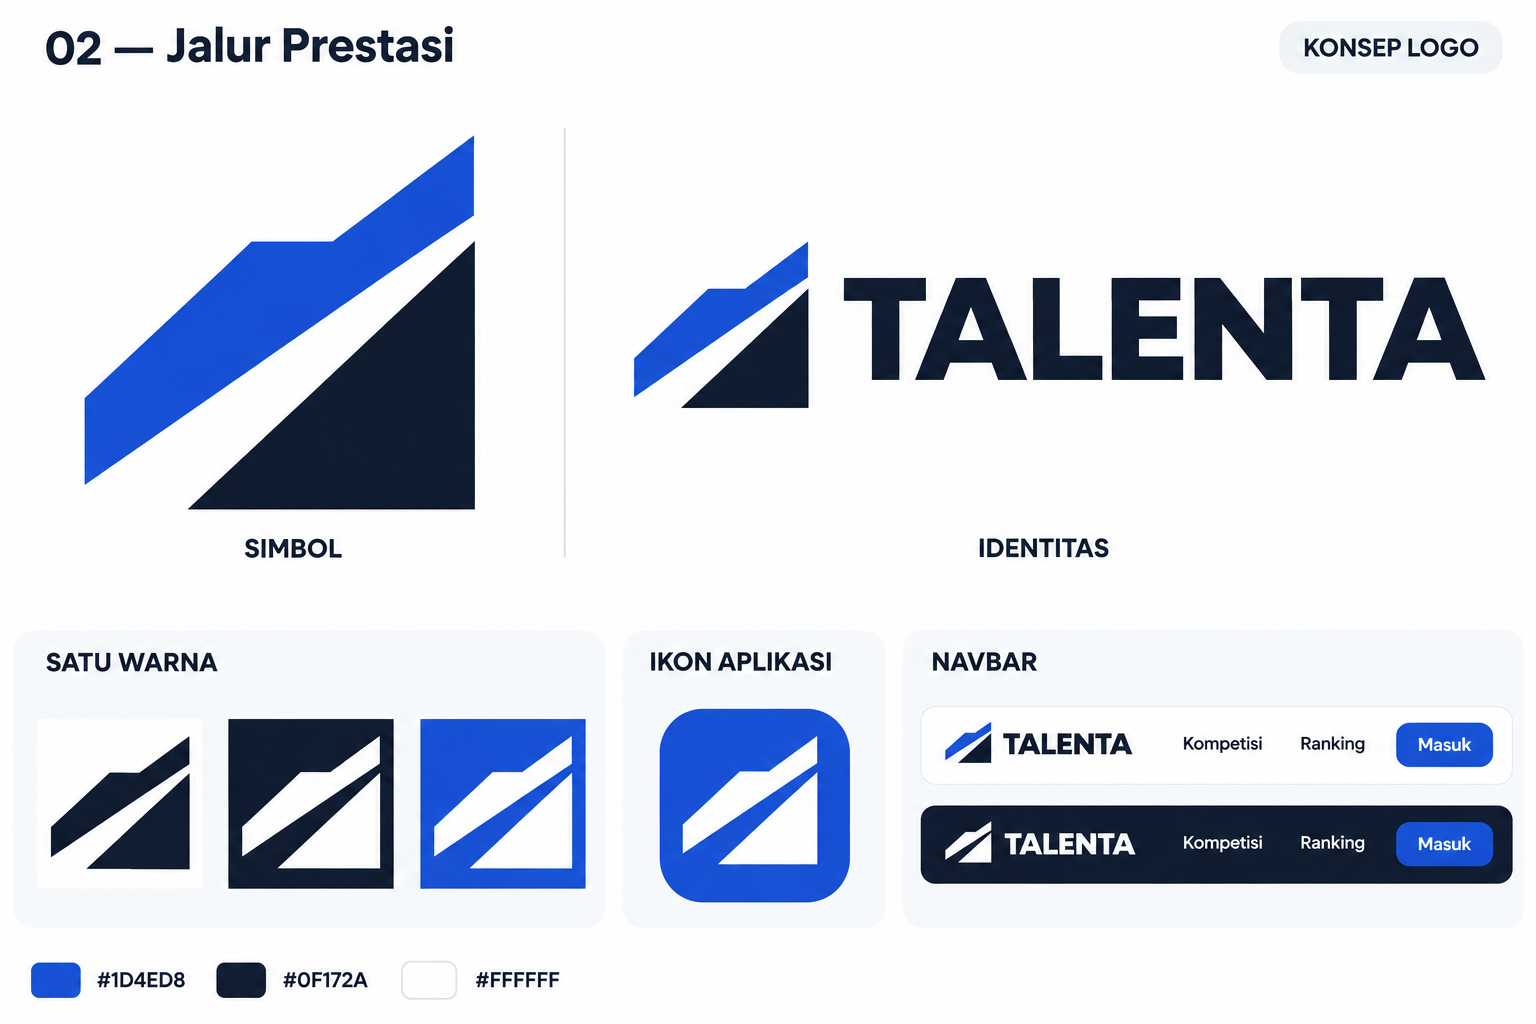 02 — Jalur Prestasi
KONSEP LOGO
TALENTA
SIMBOL
IDENTITAS
SATU WARNA
IKON APLIKASI
NAVBAR
TALENTA Kompetisi Ranking Masuk
TALENTA Kompetisi Ranking Masuk
#1D4ED8 #0F172A #FFFFFF